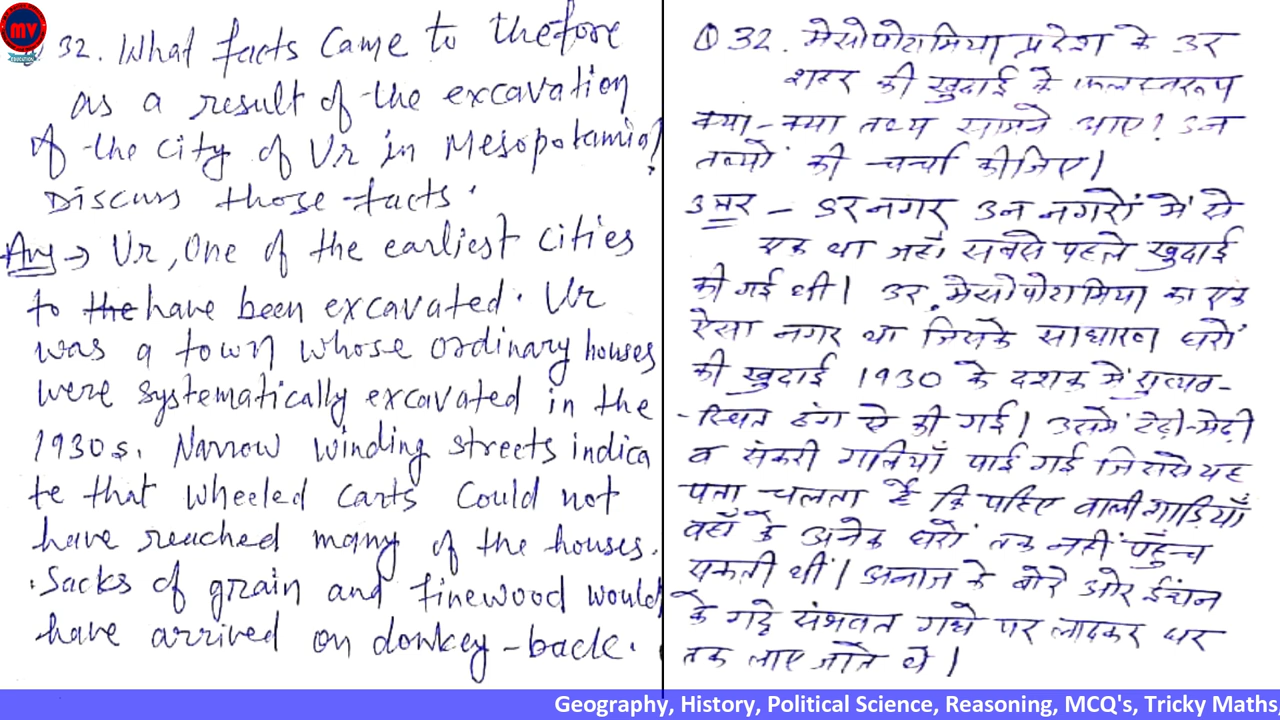 mv
EDUCATION
32. What facts Came to thefore
as a result of the excavation
of the city of Ur in Mesopotamia?
Discuss those facts.
Ans → Ur, One of the earliest cities
to the have been excavated. Ur
was a town whose ordinary houses
were systematically excavated in the
1930s. Narrow winding streets indica
te that wheeled carts Could not
have reached many of the houses.
Sacks of grain and firewood would
have arrived on donkey-back.
Q 32. मेसोपोटामिया प्रदेश के उर
शहर की खुदाई के फलस्वरूप
क्या-क्या तथ्य सामने आए? उन
तथ्यों की चर्चा कीजिए।
उत्तर - उर नगर उन नगरों में से
एक था जहाँ सबसे पहले खुदाई
की गई थी। उर, मेसोपोटामिया का एक
ऐसा नगर था जिसके साधारण घरों
की खुदाई 1930 के दशक में सुव्यव-
-स्थित ढंग से की गई। उसमें टेढ़ी-मेढ़ी
व संकरी गलियाँ पाई गई जिससे यह
पता चलता है कि पहिए वाली गाड़ियाँ
वहाँ के अनेक घरों तक नहीं पहुँच
सकती थीं। अनाज के बोरे और ईंधन
के गट्ठे संभवत गधे पर लादकर घर
तक लाए जाते थे।
Geography, History, Political Science, Reasoning, MCQ's, Tricky Maths